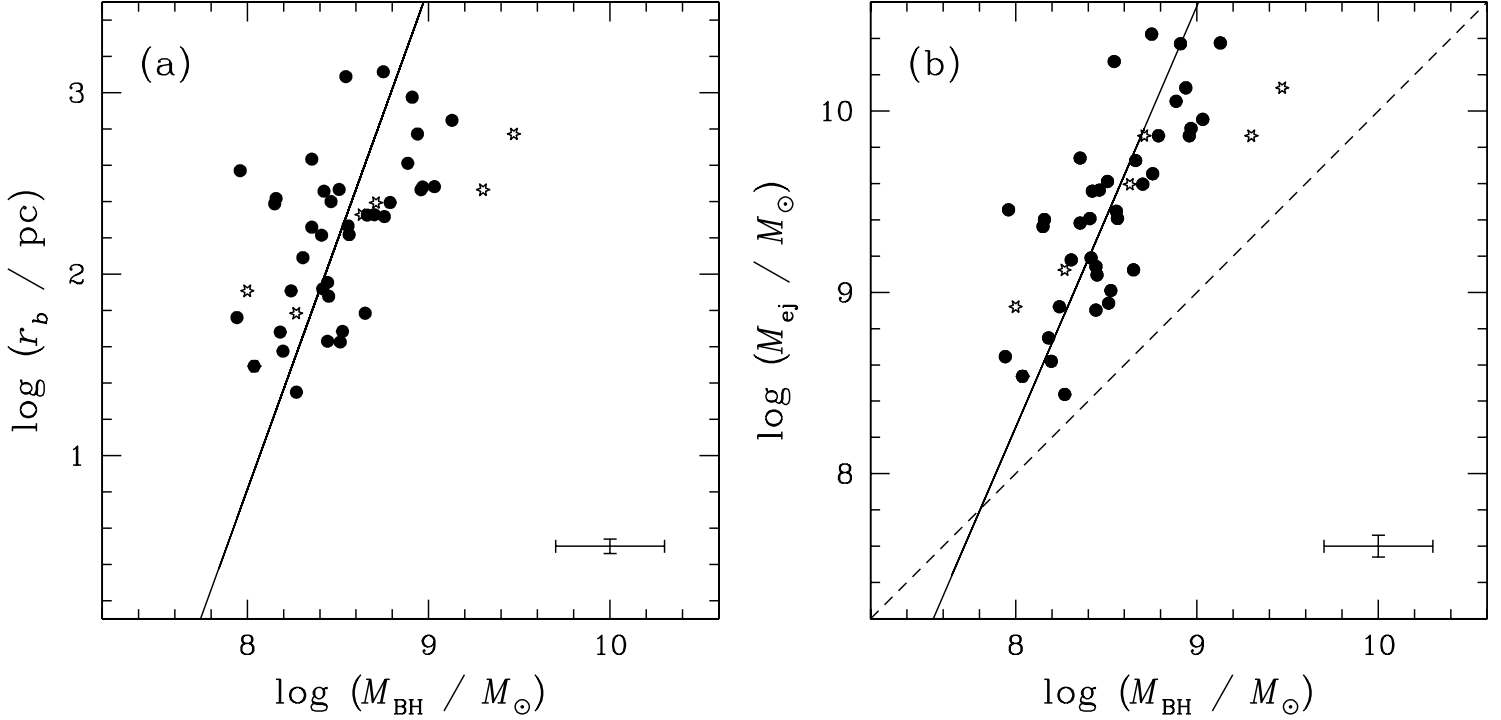 (a)
log (r_b / pc)
3
2
1
8 9 10
log (M_BH / M_⊙)
(b)
log (M_ej / M_⊙)
10
9
8
8 9 10
log (M_BH / M_⊙)